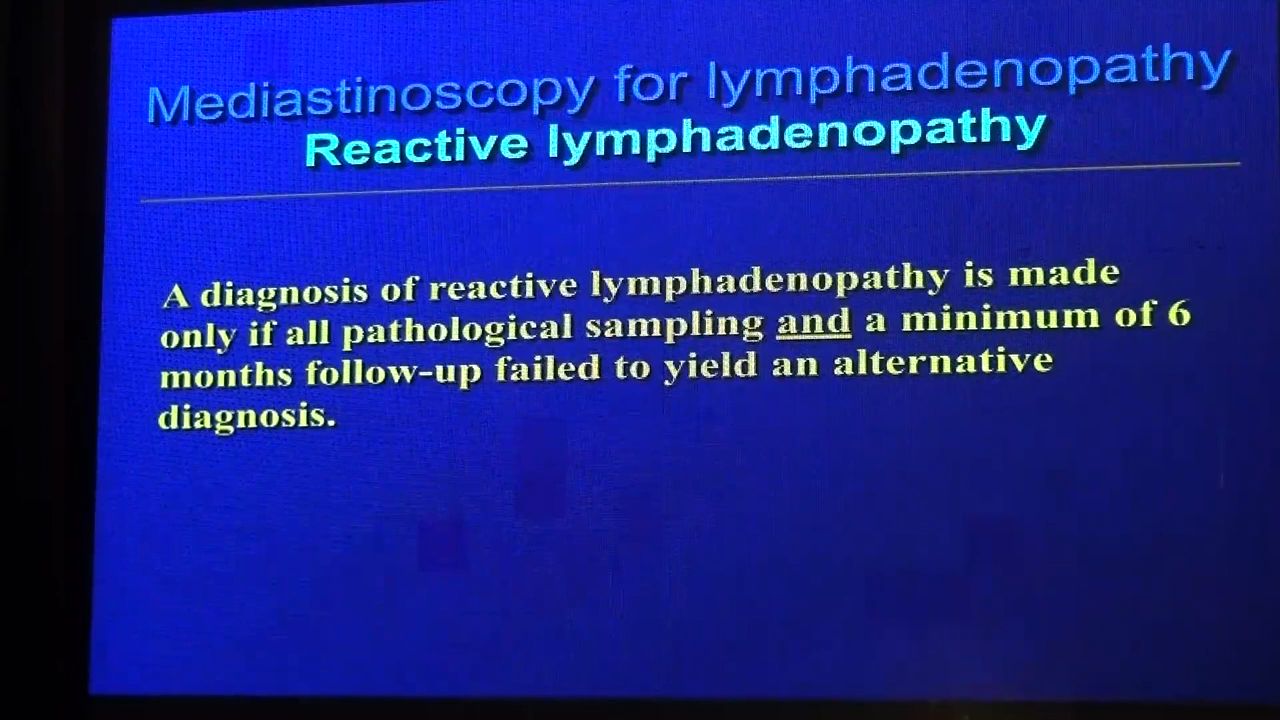 Mediastinoscopy for lymphadenopathy
Reactive lymphadenopathy
A diagnosis of reactive lymphadenopathy is made
only if all pathological sampling and a minimum of 6
months follow-up failed to yield an alternative
diagnosis.